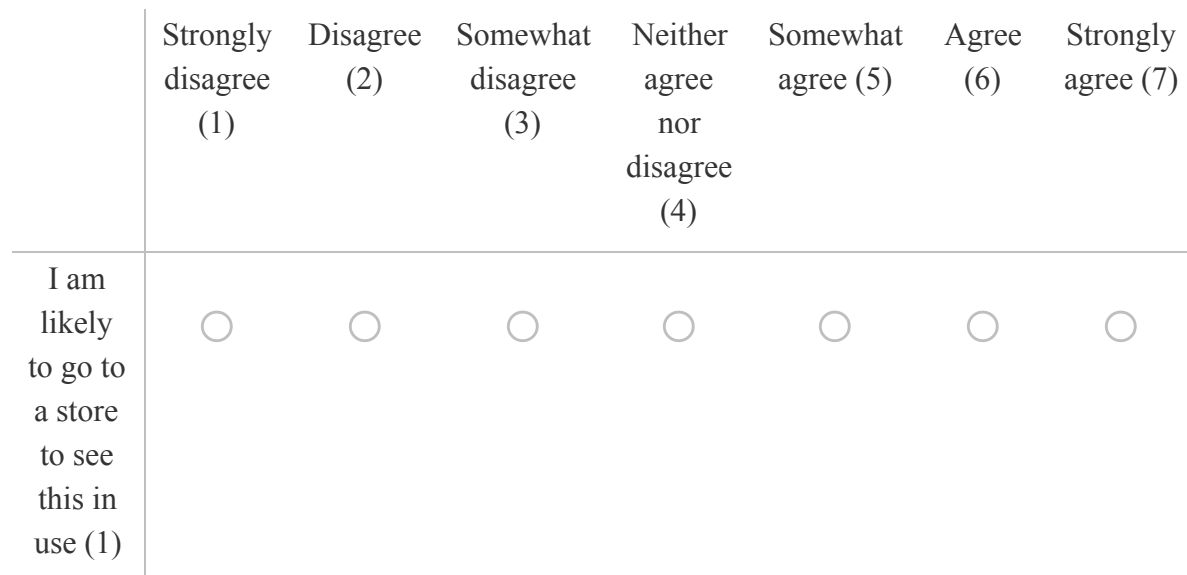 Strongly disagree (1)
Disagree (2)
Somewhat disagree (3)
Neither agree nor disagree (4)
Somewhat agree (5)
Agree (6)
Strongly agree (7)
I am
likely
to go to
a store
to see
this in
use (1)